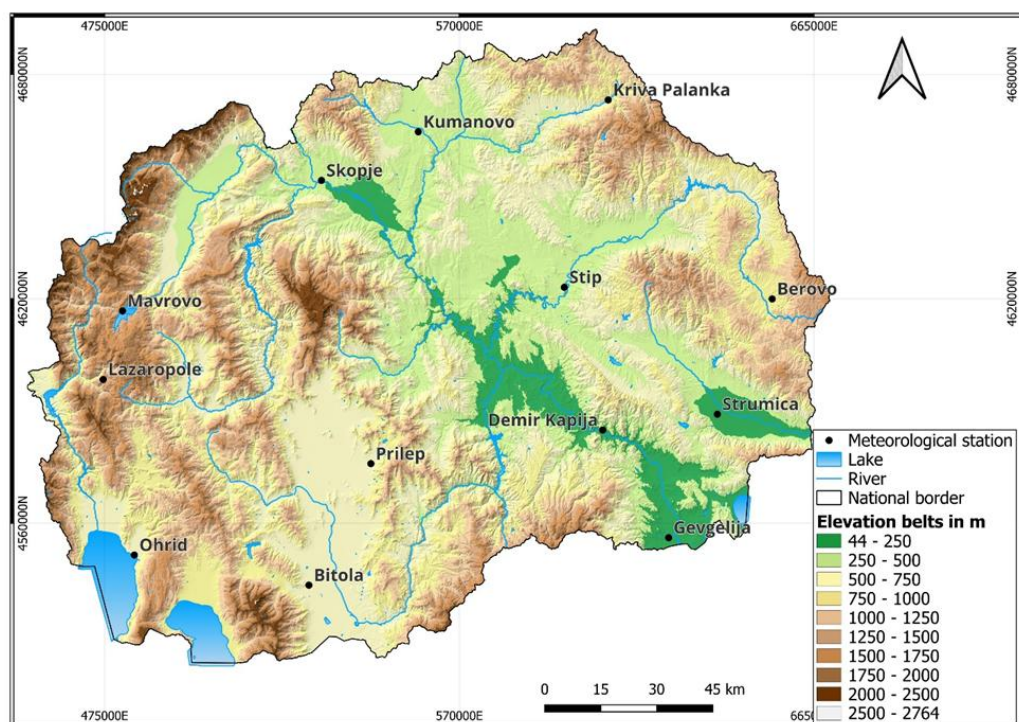 475000E 570000E 665000E
4680000N 4680000N
Kriva Palanka
Kumanovo
Skopje
Stip
Berovo
4620000N 4620000N
Mavrovo
Lazaropole
Strumica
Demir Kapija
Prilep
4560000N
Gevgelija
Ohrid
Bitola
Meteorological station
Lake
River
National border
Elevation belts in m
44 - 250
250 - 500
500 - 750
750 - 1000
1000 - 1250
1250 - 1500
1500 - 1750
1750 - 2000
2000 - 2500
2500 - 2764
0 15 30 45 km
475000E 570000E 665000E